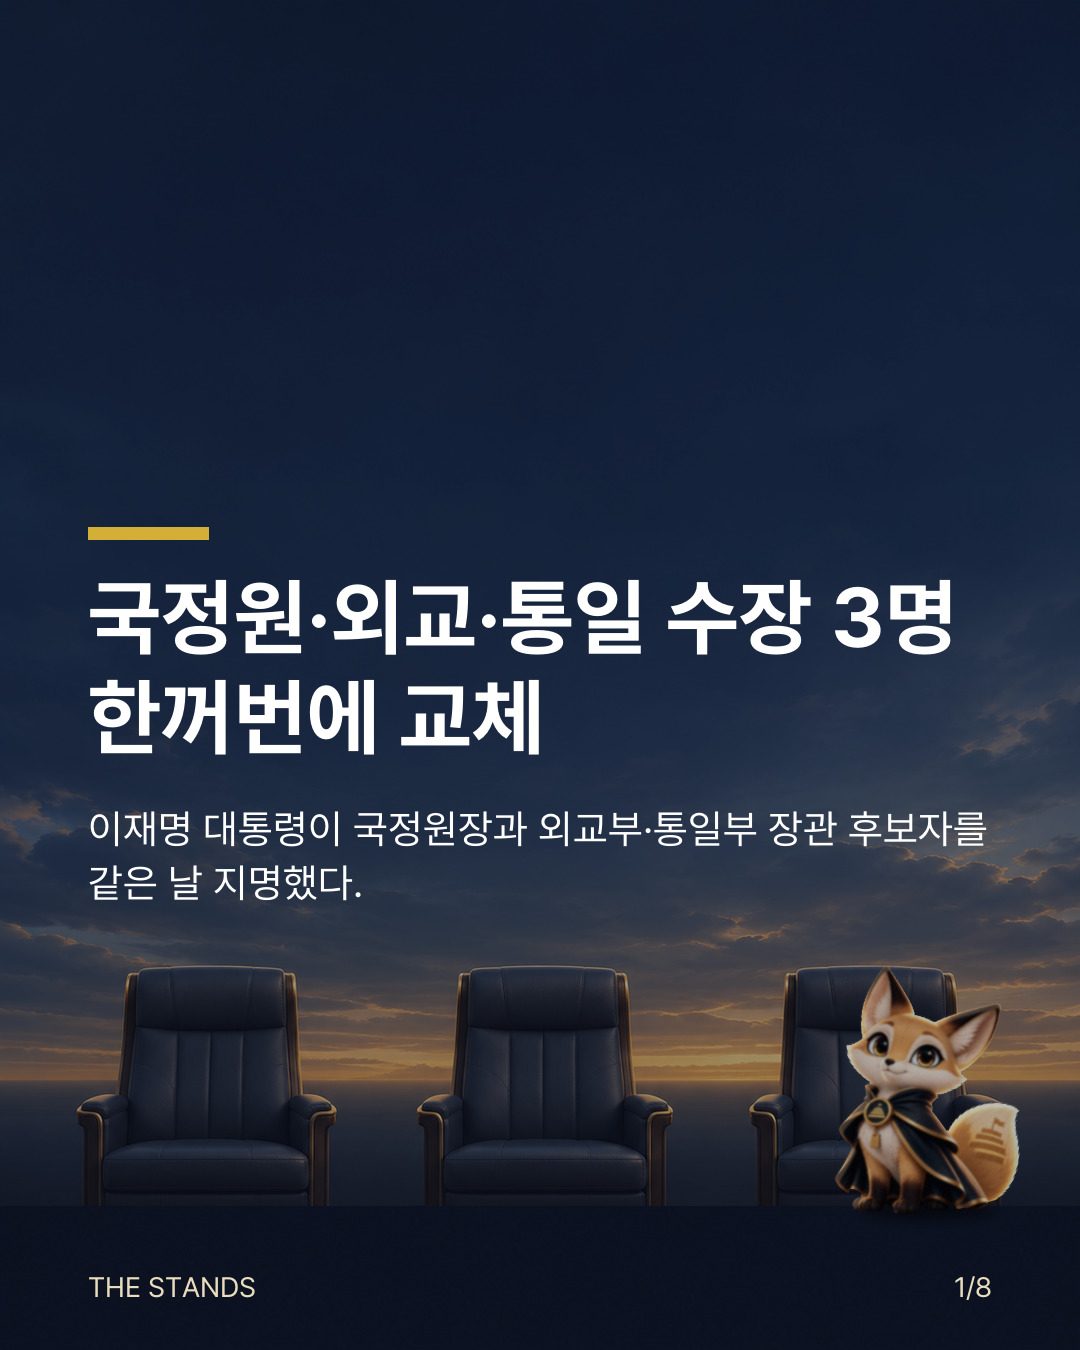 국정원·외교·통일 수장 3명
한꺼번에 교체
이재명 대통령이 국정원장과 외교부·통일부 장관 후보자를
같은 날 지명했다.
THE STANDS
1/8